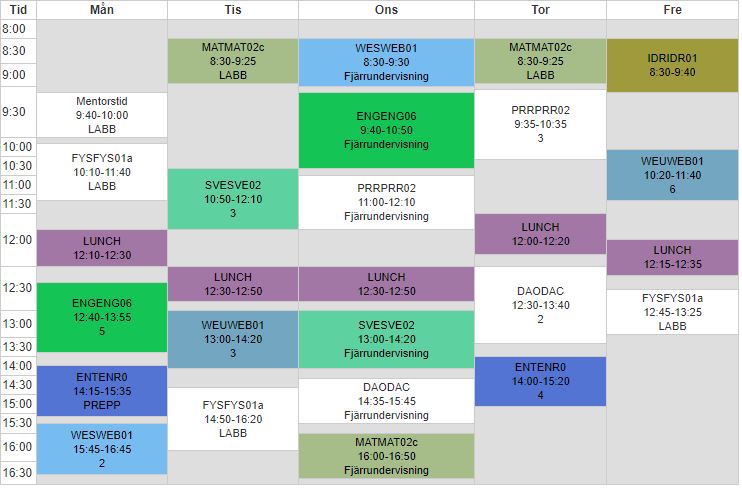 Tid
Mån
Tis
Ons
Tor
Fre
8:00
8:30
9:00
9:30
10:00
10:30
11:00
11:30
12:00
12:30
13:00
13:30
14:00
14:30
15:00
15:30
16:00
16:30
Mentorstid
9:40-10:00
LABB
FYSFYS01a
10:10-11:40
LABB
LUNCH
12:10-12:30
ENGENG06
12:40-13:55
5
ENTENR0
14:15-15:35
PREPP
WESWEB01
15:45-16:45
2
MATMAT02c
8:30-9:25
LABB
SVESVE02
10:50-12:10
3
LUNCH
12:30-12:50
WEUWEB01
13:00-14:20
3
FYSFYS01a
14:50-16:20
LABB
WESWEB01
8:30-9:30
Fjärrundervisning
ENGENG06
9:40-10:50
Fjärrundervisning
PRRPRR02
11:00-12:10
Fjärrundervisning
LUNCH
12:30-12:50
SVESVE02
13:00-14:20
Fjärrundervisning
DAODAC
14:35-15:45
Fjärrundervisning
MATMAT02c
16:00-16:50
Fjärrundervisning
MATMAT02c
8:30-9:25
LABB
PRRPRR02
9:35-10:35
3
LUNCH
12:00-12:20
DAODAC
12:30-13:40
2
ENTENR0
14:00-15:20
4
IDRIDR01
8:30-9:40
WEUWEB01
10:20-11:40
6
LUNCH
12:15-12:35
FYSFYS01a
12:45-13:25
LABB